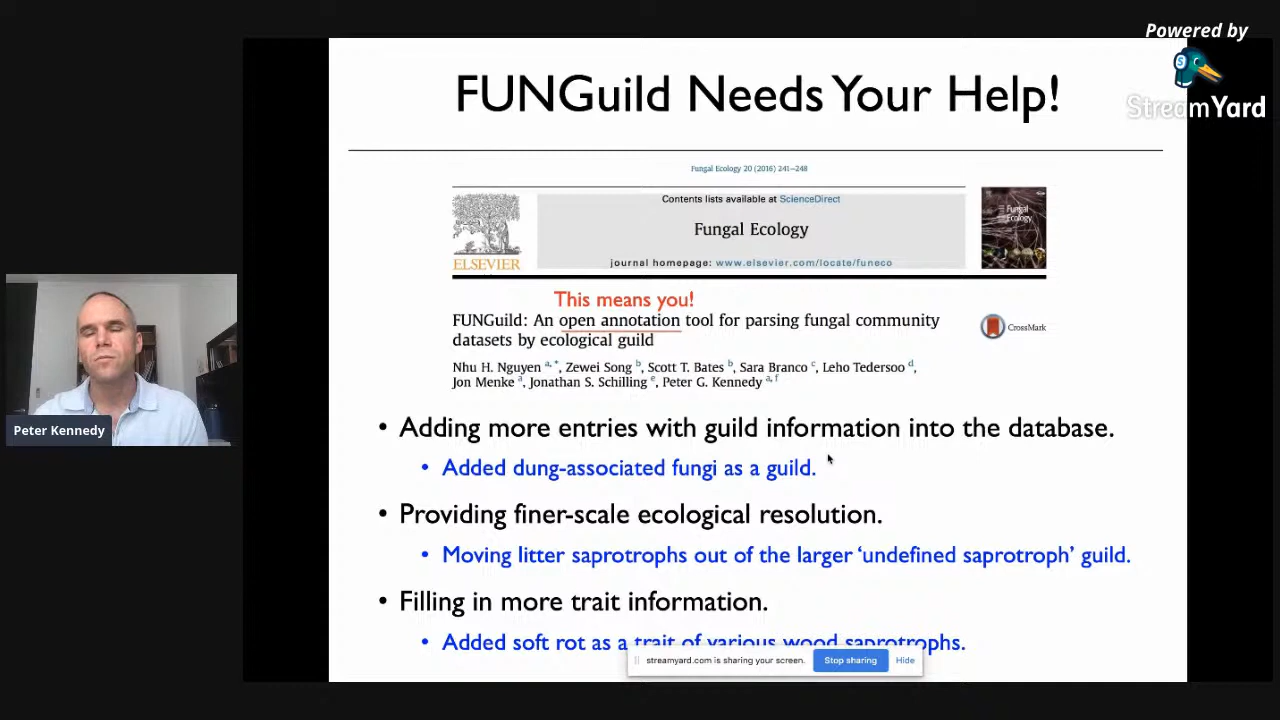 Powered by
StreamYard
FUNGuild Needs Your Help!
Fungal Ecology 20 (2016) 241–248
Contents lists available at ScienceDirect
Fungal Ecology
Fungal Ecology
ELSEVIER
journal homepage: www.elsevier.com/locate/funeco
This means you!
FUNGuild: An open annotation tool for parsing fungal community
datasets by ecological guild
CrossMark
Nhu H. Nguyen a, *, Zewei Song b, Scott T. Bates b, Sara Branco c, Leho Tedersoo d,
Jon Menke a, Jonathan S. Schilling e, Peter G. Kennedy a, f
Peter Kennedy
• Adding more entries with guild information into the database.
• Added dung-associated fungi as a guild.
• Providing finer-scale ecological resolution.
• Moving litter saprotrophs out of the larger ‘undefined saprotroph’ guild.
• Filling in more trait information.
• Added soft rot as a trait of various wood saprotrophs.
streamyard.com is sharing your screen.
Stop sharing
Hide